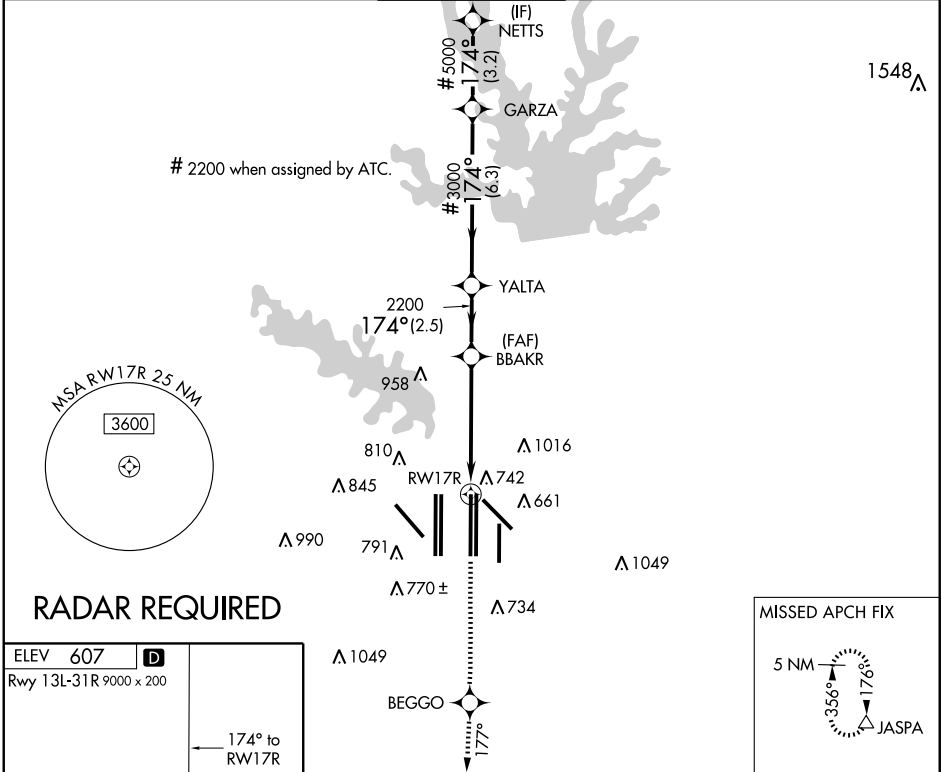 (IF)
NETTS
#5000
174°
(3.2)
1548
GARZA
# 2200 when assigned by ATC.
#3000
174°
(6.3)
YALTA
2200
174°(2.5)
(FAF)
BBAKR
958
MSA RW17R 25 NM
3600
810
1016
RW17R
742
845
661
990
791
1049
770 ±
734
RADAR REQUIRED
MISSED APCH FIX
5 NM
356°
176°
JASPA
ELEV 607 D
Rwy 13L-31R 9000 x 200
1049
BEGGO
177°
174° to
RW17R